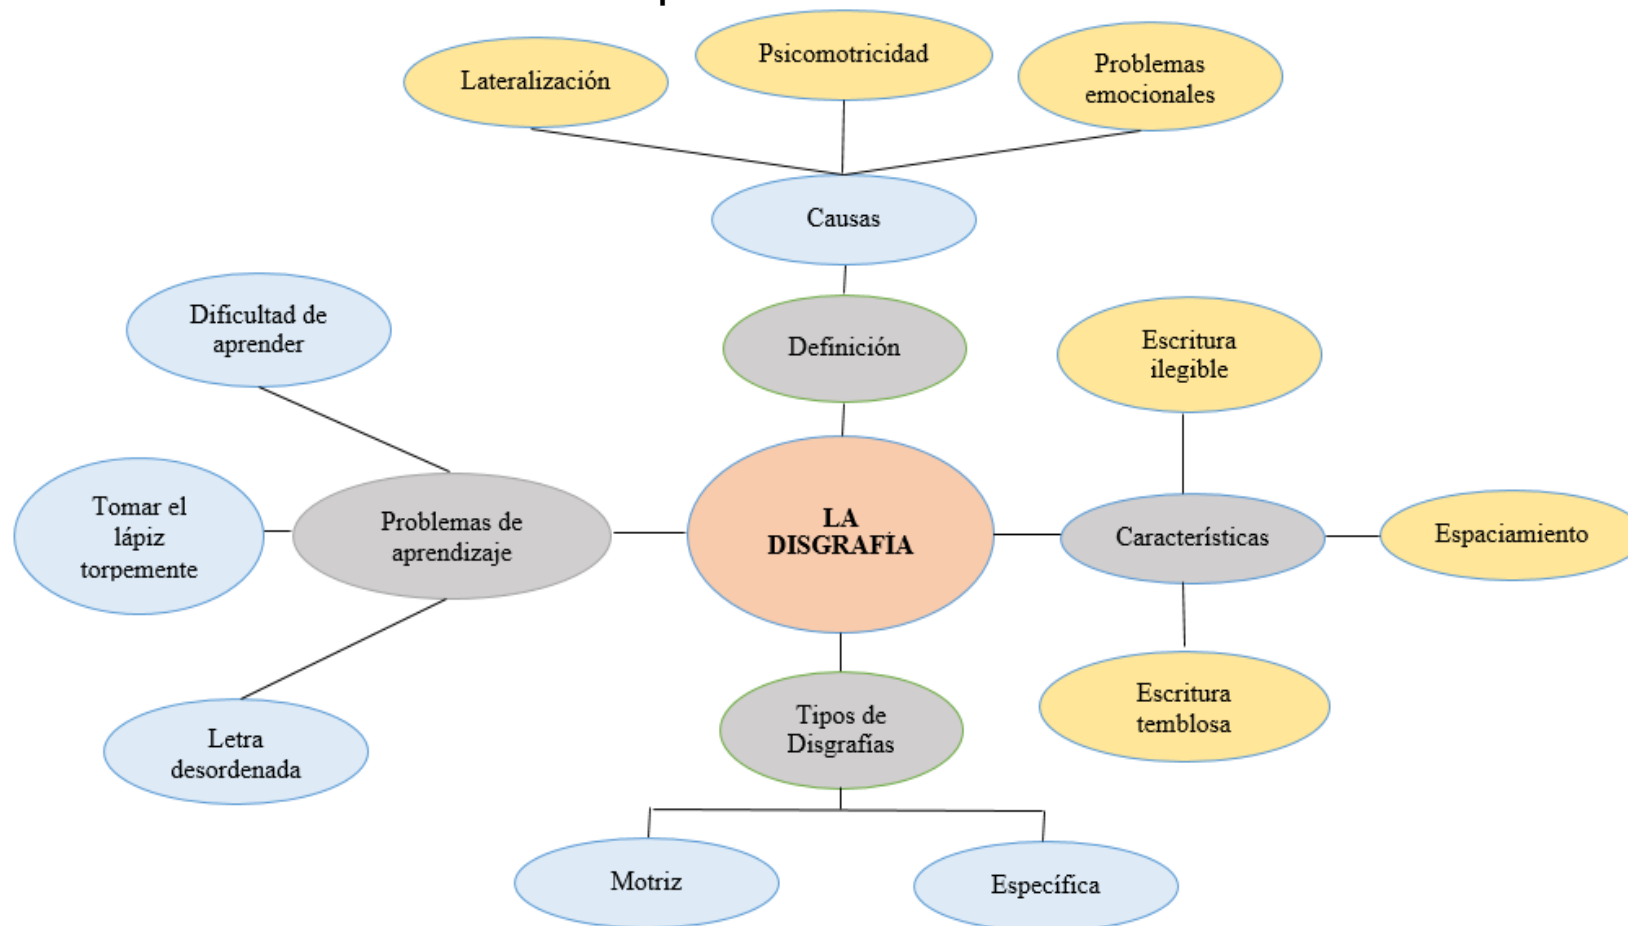 Lateralización
Psicomotricidad
Problemas
emocionales
Causas
Dificultad de
aprender
Definición
Escritura
ilegible
Tomar el
lápiz
torpemente
Problemas de
aprendizaje
LA
DISGRAFÍA
Características
Espaciamiento
Letra
desordenada
Tipos de
Disgrafías
Escritura
temblosa
Motriz
Específica